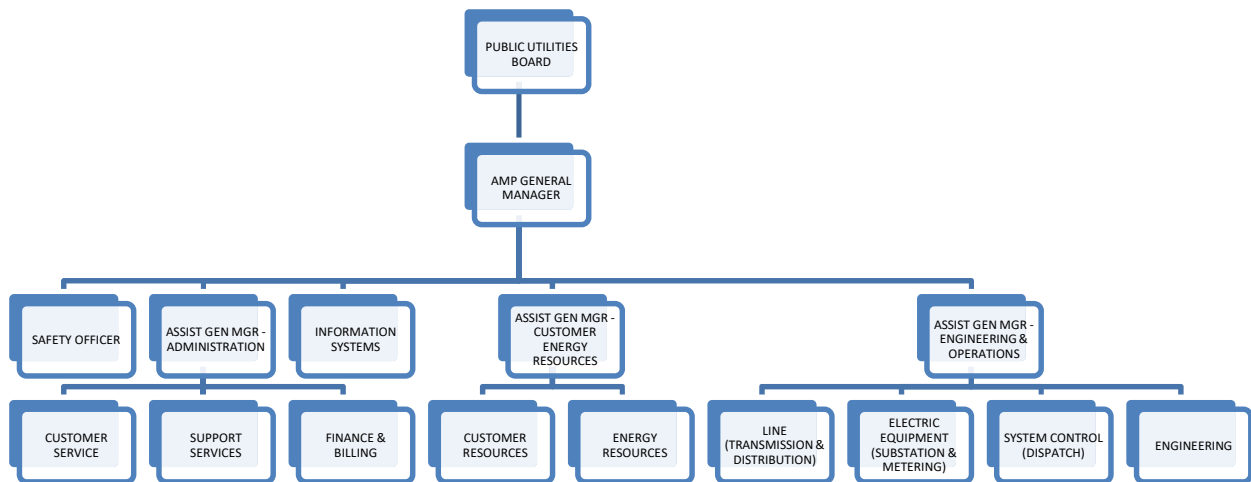 PUBLIC UTILITIES
BOARD
AMP GENERAL
MANAGER
SAFETY OFFICER
ASSIST GEN MGR -
ADMINISTRATION
INFORMATION
SYSTEMS
ASSIST GEN MGR -
CUSTOMER
ENERGY
RESOURCES
ASSIST GEN MGR -
ENGINEERING &
OPERATIONS
CUSTOMER
SERVICE
SUPPORT
SERVICES
FINANCE &
BILLING
CUSTOMER
RESOURCES
ENERGY
RESOURCES
LINE
(TRANSMISSION &
DISTRIBUTION)
ELECTRIC
EQUIPMENT
(SUBSTATION &
METERING)
SYSTEM CONTROL
(DISPATCH)
ENGINEERING